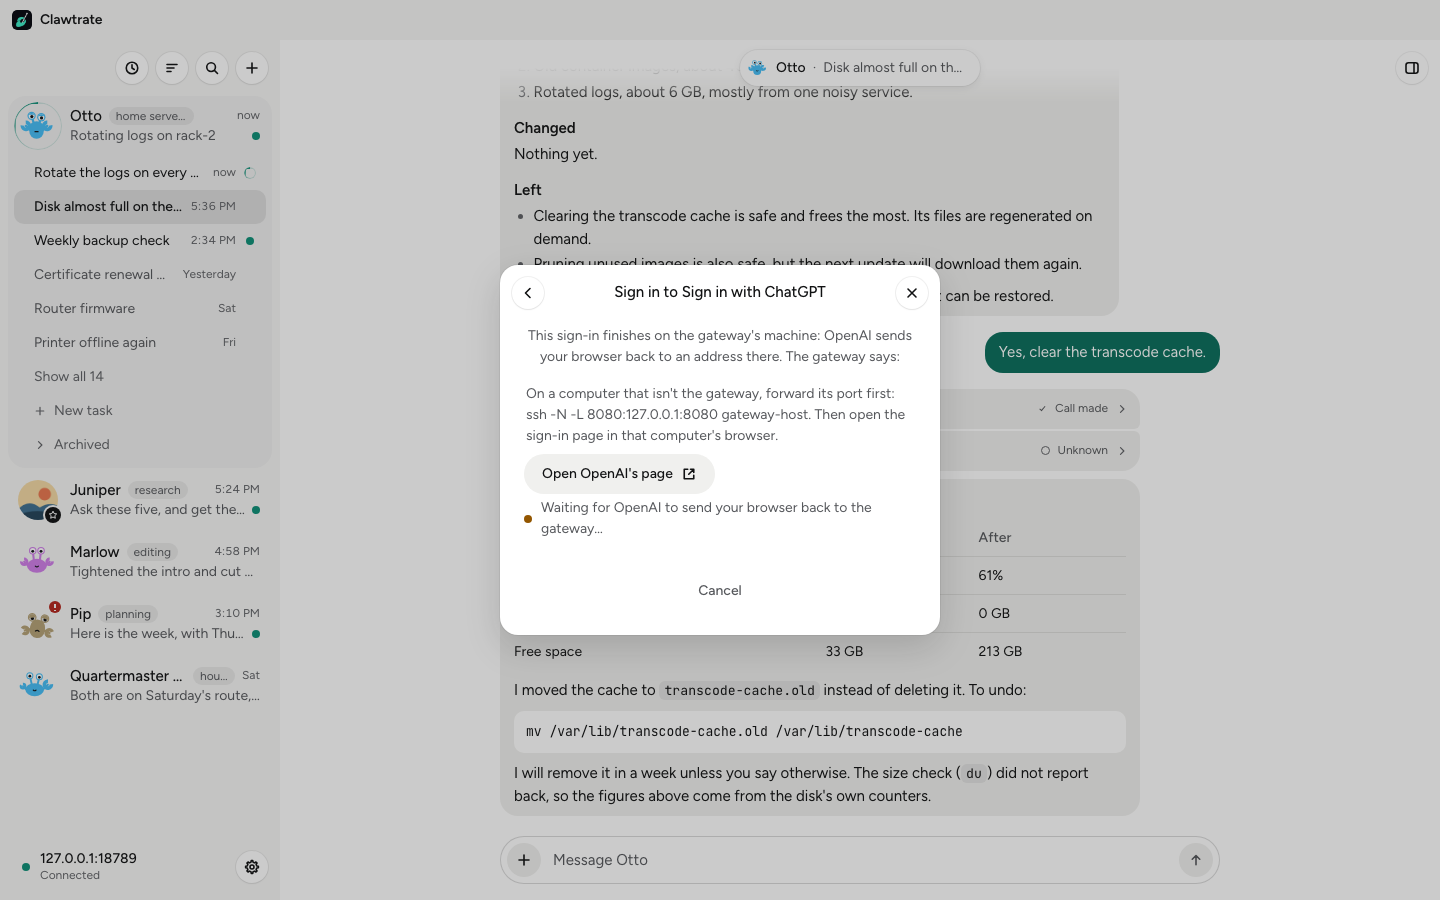 Clawtrate
Otto · Disk almost full on th...
Otto home serve... now
Rotating logs on rack-2
Rotate the logs on every ... now
Disk almost full on the... 5:36 PM
Weekly backup check 2:34 PM
Certificate renewal ... Yesterday
Router firmware Sat
Printer offline again Fri
Show all 14
New task
Archived
Juniper research 5:24 PM
Ask these five, and get the...
Marlow editing 4:58 PM
Tightened the intro and cut ...
Pip planning 3:10 PM
Here is the week, with Thu...
Quartermaster ... hou... Sat
Both are on Saturday's route,...
127.0.0.1:18789
Connected
3. Rotated logs, about 6 GB, mostly from one noisy service.
Changed
Nothing yet.
Left
Clearing the transcode cache is safe and frees the most. Its files are regenerated on
demand.
Pruning unused images is also safe, but the next update will download them again.
can be restored.
Yes, clear the transcode cache.
Call made
Unknown
Sign in to Sign in with ChatGPT
This sign-in finishes on the gateway's machine: OpenAI sends
your browser back to an address there. The gateway says:
On a computer that isn't the gateway, forward its port first:
ssh -N -L 8080:127.0.0.1:8080 gateway-host. Then open the
sign-in page in that computer's browser.
Open OpenAI's page
Waiting for OpenAI to send your browser back to the
gateway...
Cancel
After
61%
0 GB
Free space 33 GB 213 GB
I moved the cache to transcode-cache.old instead of deleting it. To undo:
mv /var/lib/transcode-cache.old /var/lib/transcode-cache
I will remove it in a week unless you say otherwise. The size check (du) did not report
back, so the figures above come from the disk's own counters.
Message Otto